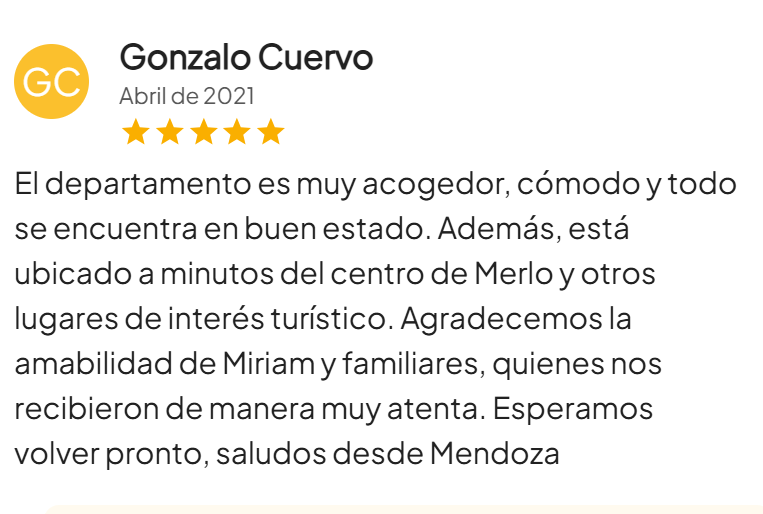 GC
Gonzalo Cuervo
Abril de 2021
El departamento es muy acogedor, cómodo y todo
se encuentra en buen estado. Además, está
ubicado a minutos del centro de Merlo y otros
lugares de interés turístico. Agradecemos la
amabilidad de Miriam y familiares, quienes nos
recibieron de manera muy atenta. Esperamos
volver pronto, saludos desde Mendoza